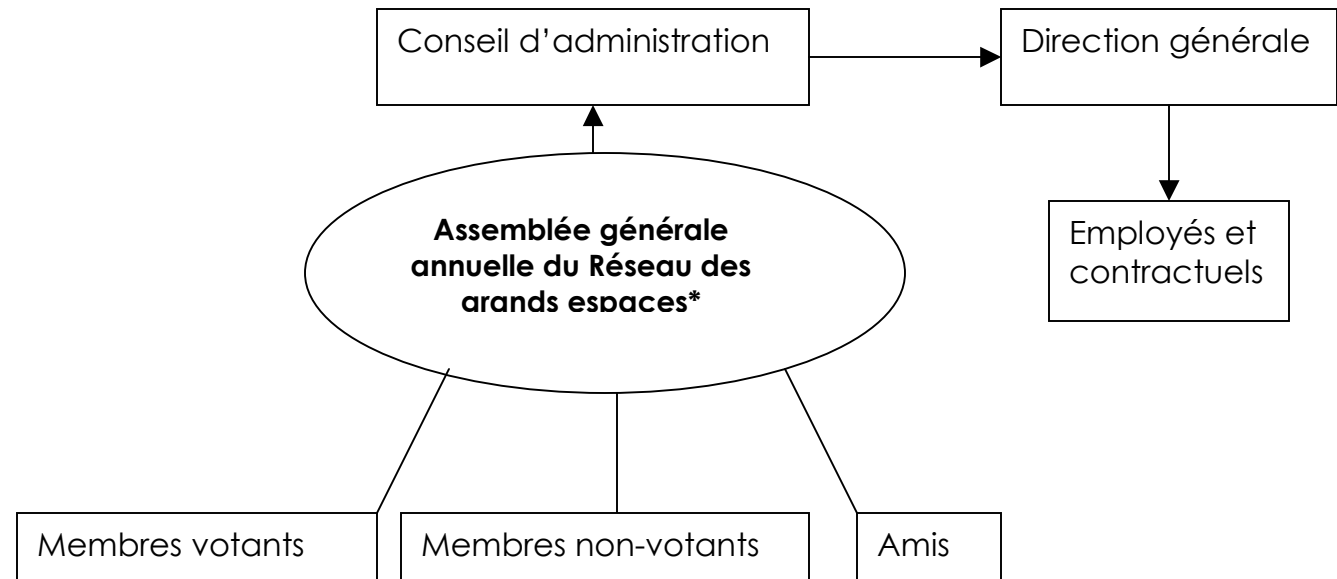 Conseil d’administration
Direction générale
Assemblée générale
annuelle du Réseau des
grands espaces*
Employés et
contractuels
Membres votants
Membres non-votants
Amis